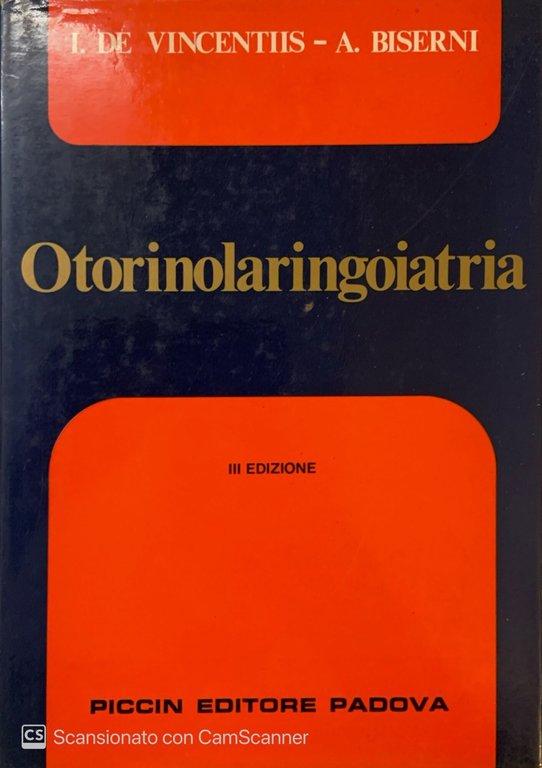 I. DE VINCENTIIS – A. BISERNI
Otorinolaringoiatria
III EDIZIONE
PICCIN EDITORE PADOVA
CS Scansionato con CamScanner